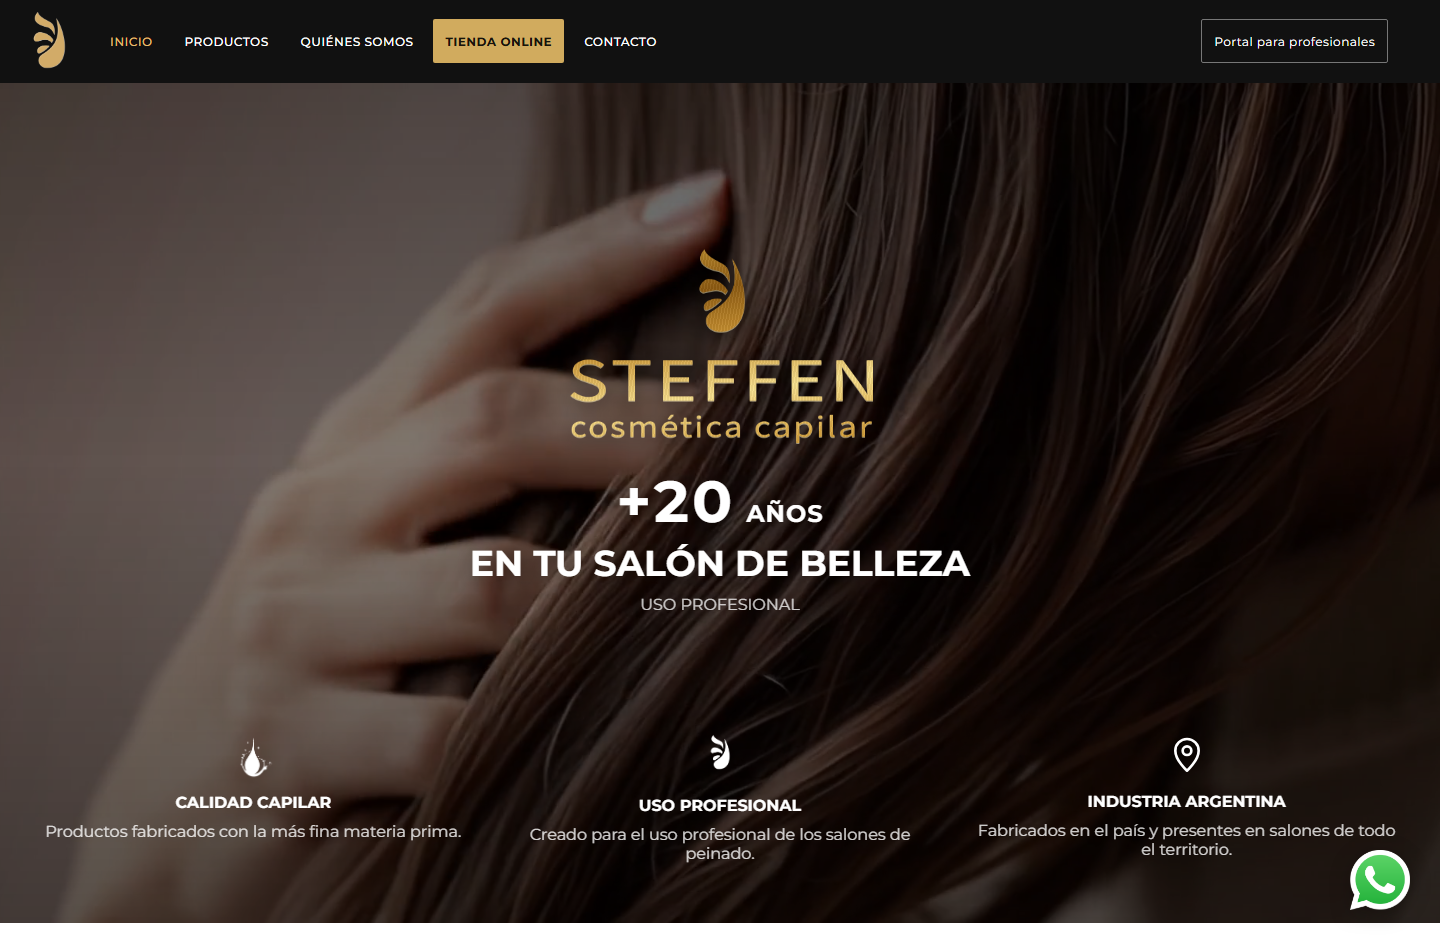 INICIO
PRODUCTOS
QUIÉNES SOMOS
TIENDA ONLINE
CONTACTO
Portal para profesionales
STEFFEN
cosmética capilar
+20 AÑOS
EN TU SALÓN DE BELLEZA
USO PROFESIONAL
CALIDAD CAPILAR
Productos fabricados con la más fina materia prima.
USO PROFESIONAL
Creado para el uso profesional de los salones de
peinado.
INDUSTRIA ARGENTINA
Fabricados en el país y presentes en salones de todo
el territorio.